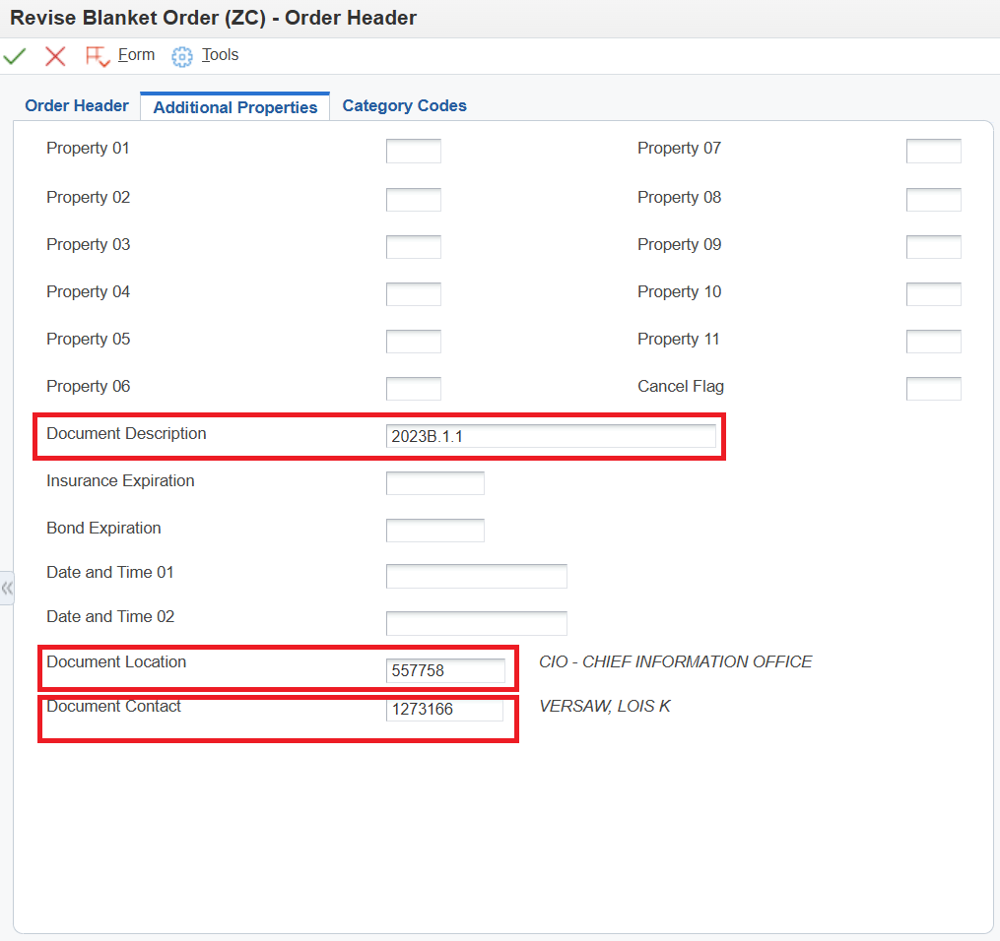 Revise Blanket Order (ZC) - Order Header
Form Tools
Order Header Additional Properties Category Codes
Property 01 Property 07
Property 02 Property 08
Property 03 Property 09
Property 04 Property 10
Property 05 Property 11
Property 06 Cancel Flag
Document Description 2023B.1.1
Insurance Expiration
Bond Expiration
Date and Time 01
Date and Time 02
Document Location 557758 CIO - CHIEF INFORMATION OFFICE
Document Contact 1273166 VERSAW, LOIS K